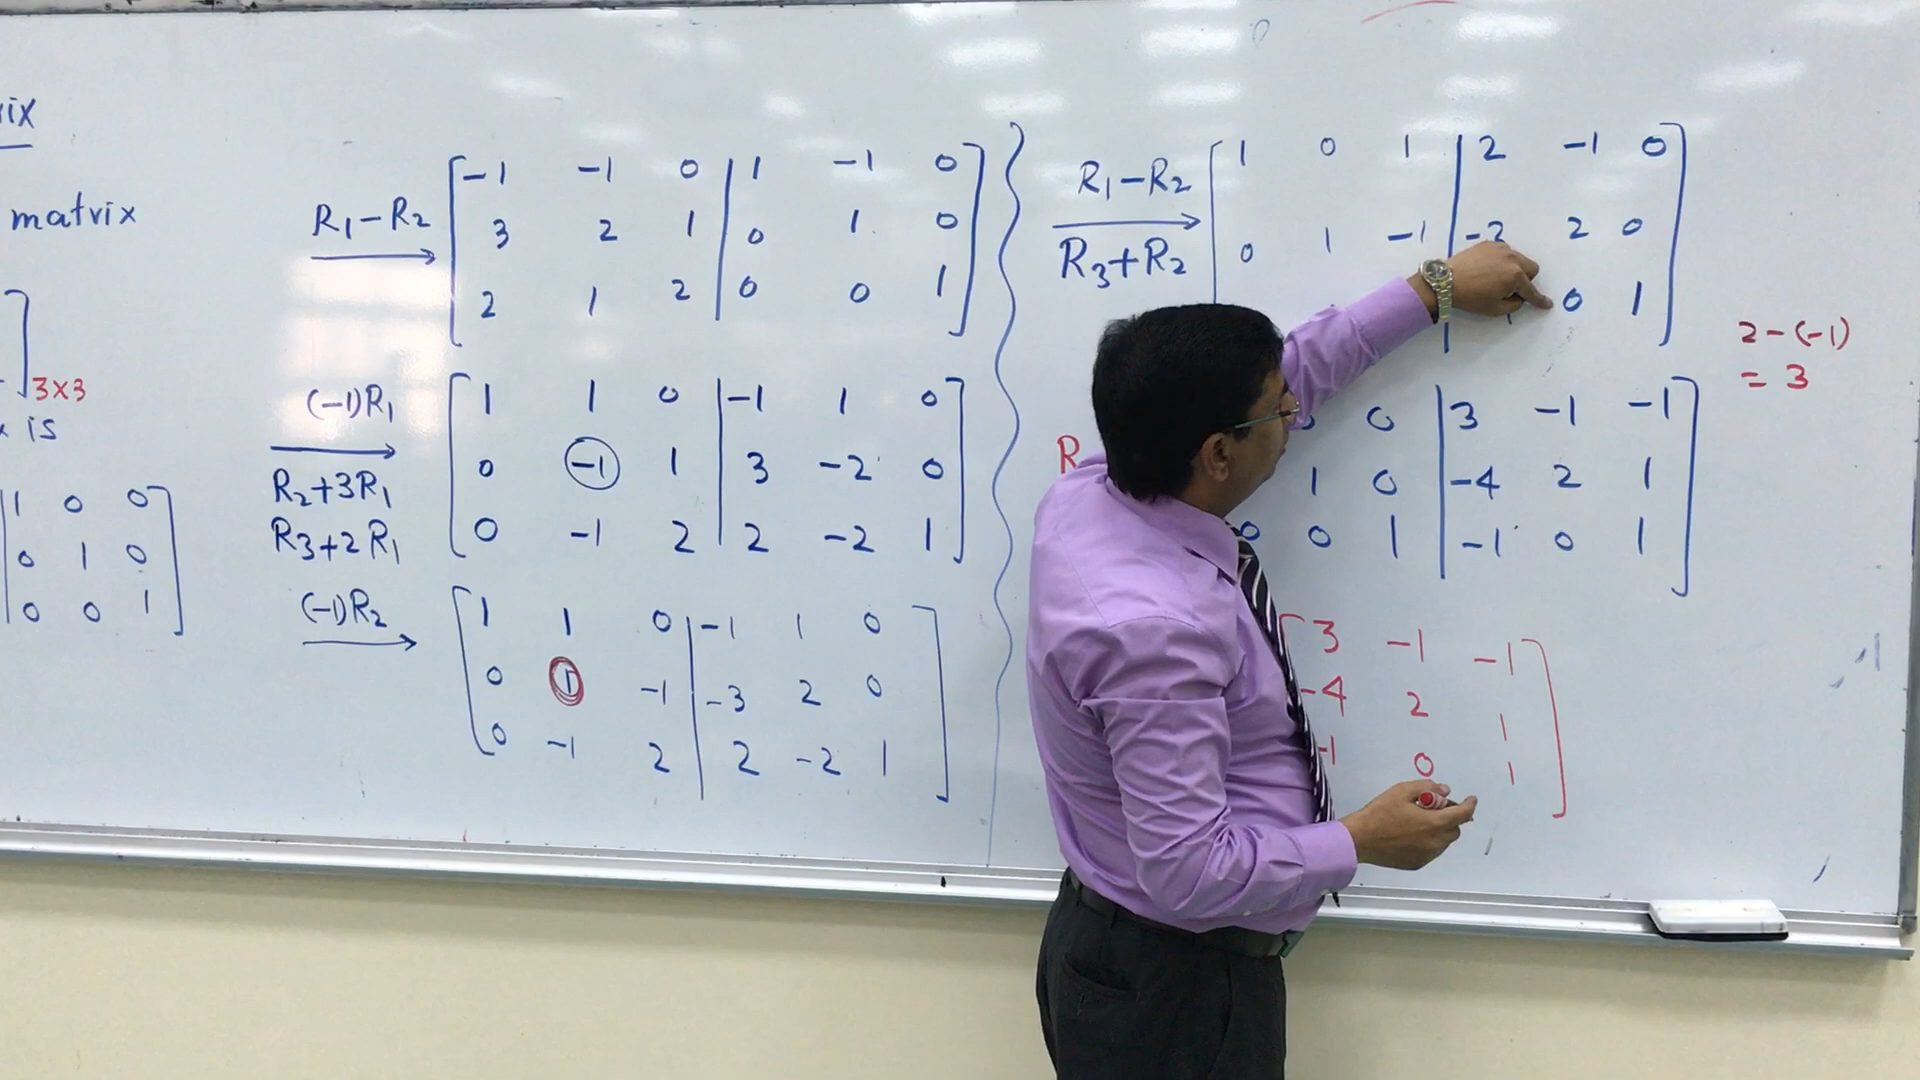 ix
matrix
3×3
is
1 0 0
0 1 0
0 0 1
R1-R2
-1 -1 0 | 1 -1 0
3 2 1 | 0 1 0
2 1 2 | 0 0 1
(-1)R1
R2+3R1
R3+2R1
1 1 0 | -1 1 0
0 -1 1 | 3 -2 0
0 -1 2 | 2 -2 1
(-1)R2
1 1 0 | -1 1 0
0 1 -1 | -3 2 0
0 -1 2 | 2 -2 1
R1-R2
R3+R2
1 0 1 | 2 -1 0
0 1 -1 | -2 2 0
0 1
2-(-1)
= 3
R
0 | 3 -1 -1
1 0 | -4 2 1
0 0 1 | -1 0 1
3 -1 -1
-4 2 1
-1 0 1